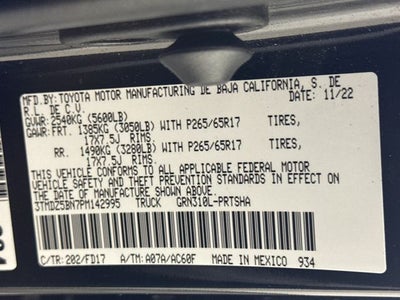 MFD.BY:TOYOTA MOTOR MANUFACTURING DE BAJA CALIFORNIA, S. DE
R.L. DE C.V. DATE: 11/22
GVWR: 2540KG (5600LB)
GAWR:FRT. 1385KG (3050LB) WITH P265/65R17 TIRES,
17X7.5J RIMS
RR. 1490KG (3280LB) WITH P265/65R17 TIRES,
17X7.5J RIMS
THIS VEHICLE CONFORMS TO ALL APPLICABLE FEDERAL MOTOR
VEHICLE SAFETY AND THEFT PREVENTION STANDARDS IN EFFECT ON
THE DATE OF MANUFACTURE SHOWN ABOVE.
3TMDZ5BN7PM142995 TRUCK GRN310L-PRTSHA
C/TR: 202/FD17 A/TM: A07A/AC60F MADE IN MEXICO 934